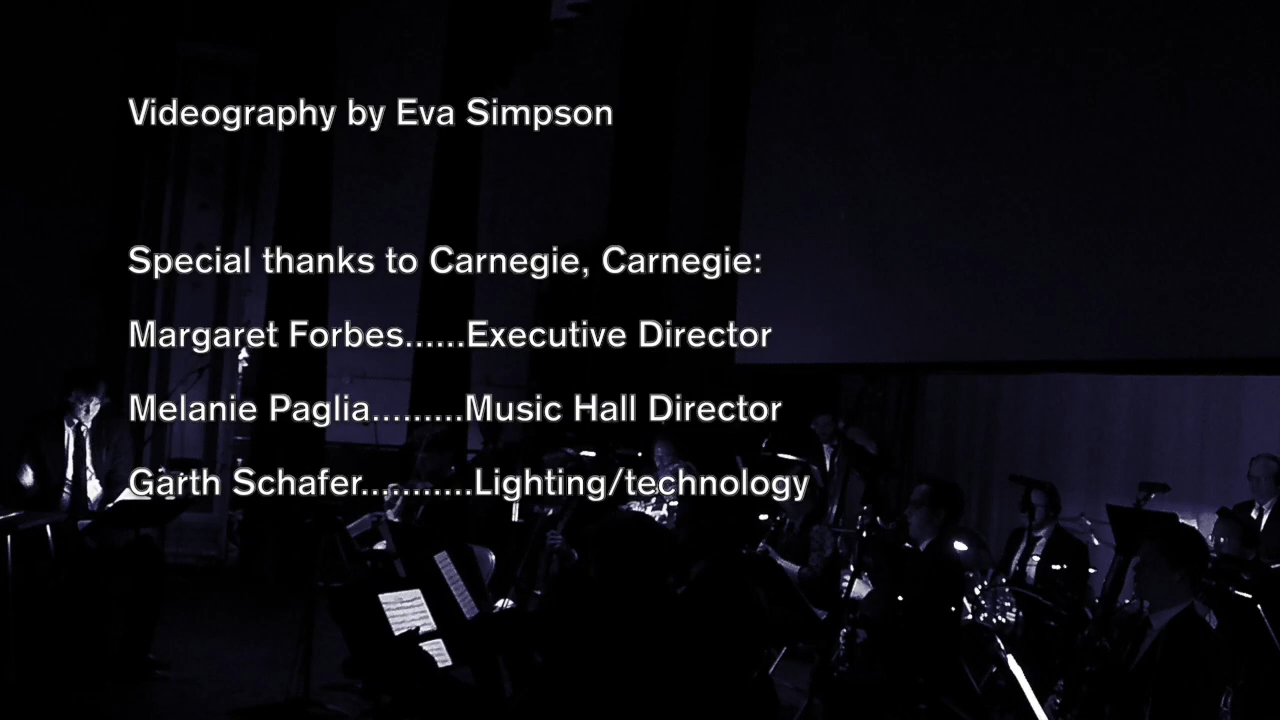 Videography by Eva Simpson
Special thanks to Carnegie, Carnegie:
Margaret Forbes......Executive Director
Melanie Paglia.........Music Hall Director
Garth Schafer...........Lighting/technology